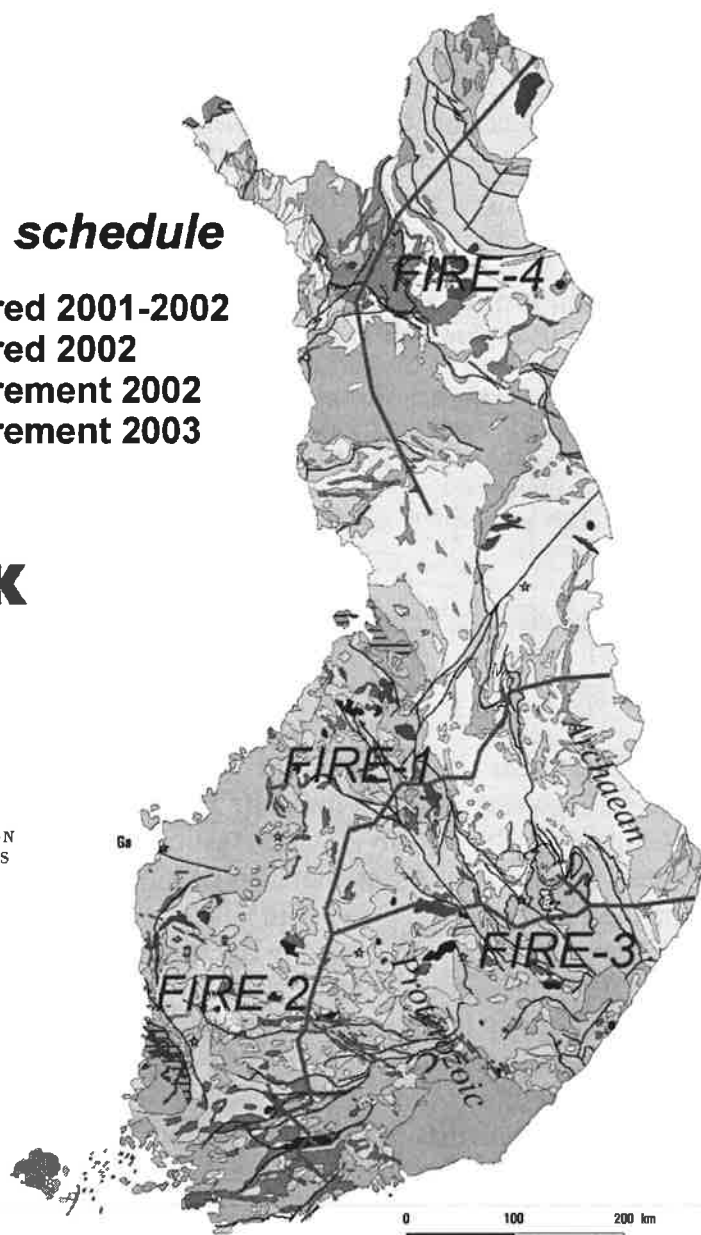 schedule
red 2001-2002
red 2002
rement 2002
rement 2003
K
N
S
Ga
FIRE-4
FIRE-1
Archaean
FIRE-3
FIRE-2
Proterozoic
0 100 200 km